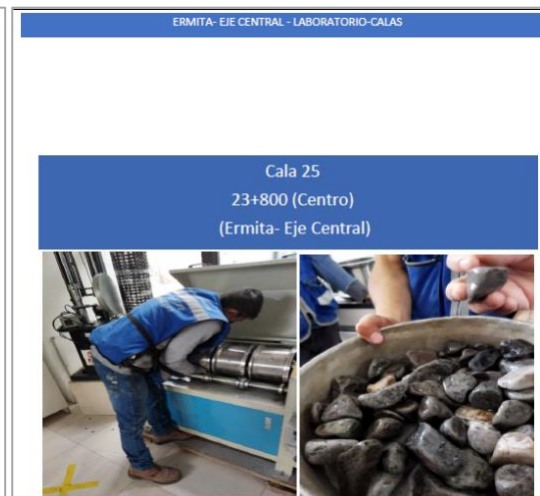 ERMITA- EJE CENTRAL - LABORATORIO-CALAS
Cala 25
23+800 (Centro)
(Ermita- Eje Central)